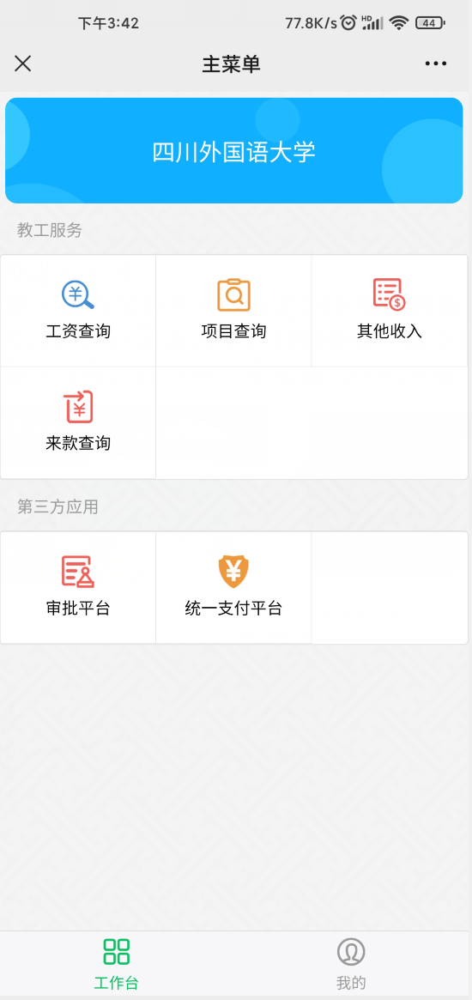 下午3:42 77.8K/s HD 44
主菜单
四川外国语大学
教工服务
工资查询 项目查询 其他收入
来款查询
第三方应用
审批平台 统一支付平台
工作台 我的